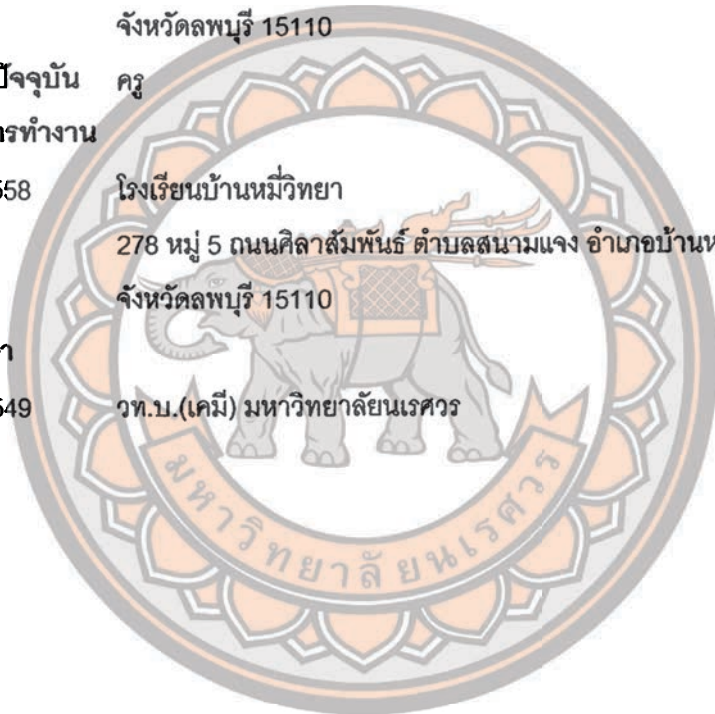 จังหวัดลพบุรี 15110
ปัจจุบัน ครู
ารทำงาน
558 โรงเรียนบ้านหมี่วิทยา
278 หมู่ 5 ถนนศิลาสัมพันธ์ ตำบลสนามแจง อำเภอบ้านห
จังหวัดลพบุรี 15110
า
549 วท.บ.(เคมี) มหาวิทยาลัยนเรศวร
มหาวิทยาลัยนเรศวร